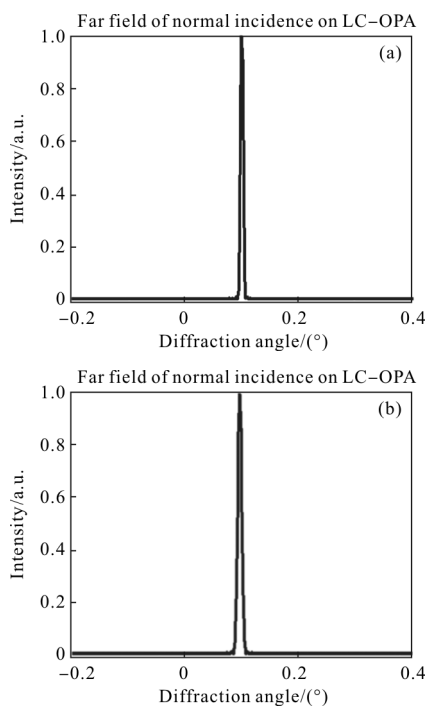 Far field of normal incidence on LC-OPA
(a)
1.0
0.8
0.6
0.4
0.2
0
Intensity/a.u.
−0.2 0 0.2 0.4
Diffraction angle/(°)
Far field of normal incidence on LC-OPA
(b)
1.0
0.8
0.6
0.4
0.2
0
Intensity/a.u.
−0.2 0 0.2 0.4
Diffraction angle/(°)